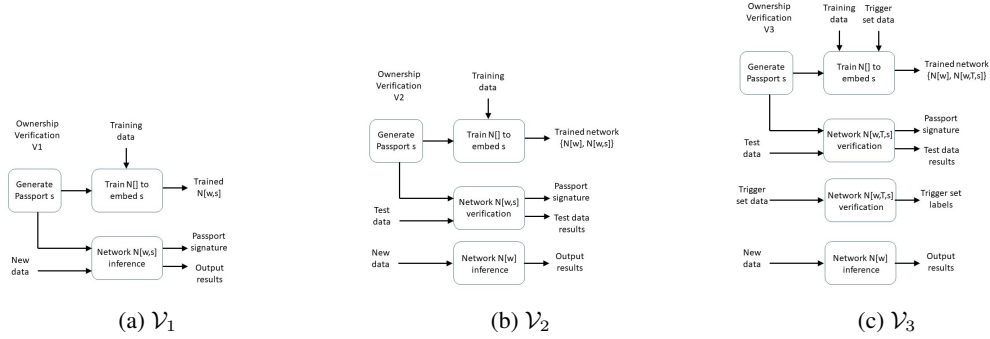 Ownership
Verification
V1
Training
data
Generate
Passport s
Train N[] to
embed s
Trained
N[w,s]
Network N[w,s]
inference
Passport
signature
New
data
Output
results
(a) V1
Ownership
Verification
V2
Training
data
Generate
Passport s
Train N[] to
embed s
Trained network
{N[w], N[w,s]}
Network N[w,s]
verification
Passport
signature
Test
data
Test data
results
New
data
Network N[w]
inference
Output
results
(b) V2
Ownership
Verification
V3
Training
data
Trigger
set data
Generate
Passport s
Train N[] to
embed s
Trained network
{N[w], N[w,T,s]}
Network N[w,T,s]
verification
Passport
signature
Test
data
Test data
results
Trigger
set data
Network N[w,T,s]
verification
Trigger set
labels
New
data
Network N[w]
inference
Output
results
(c) V3